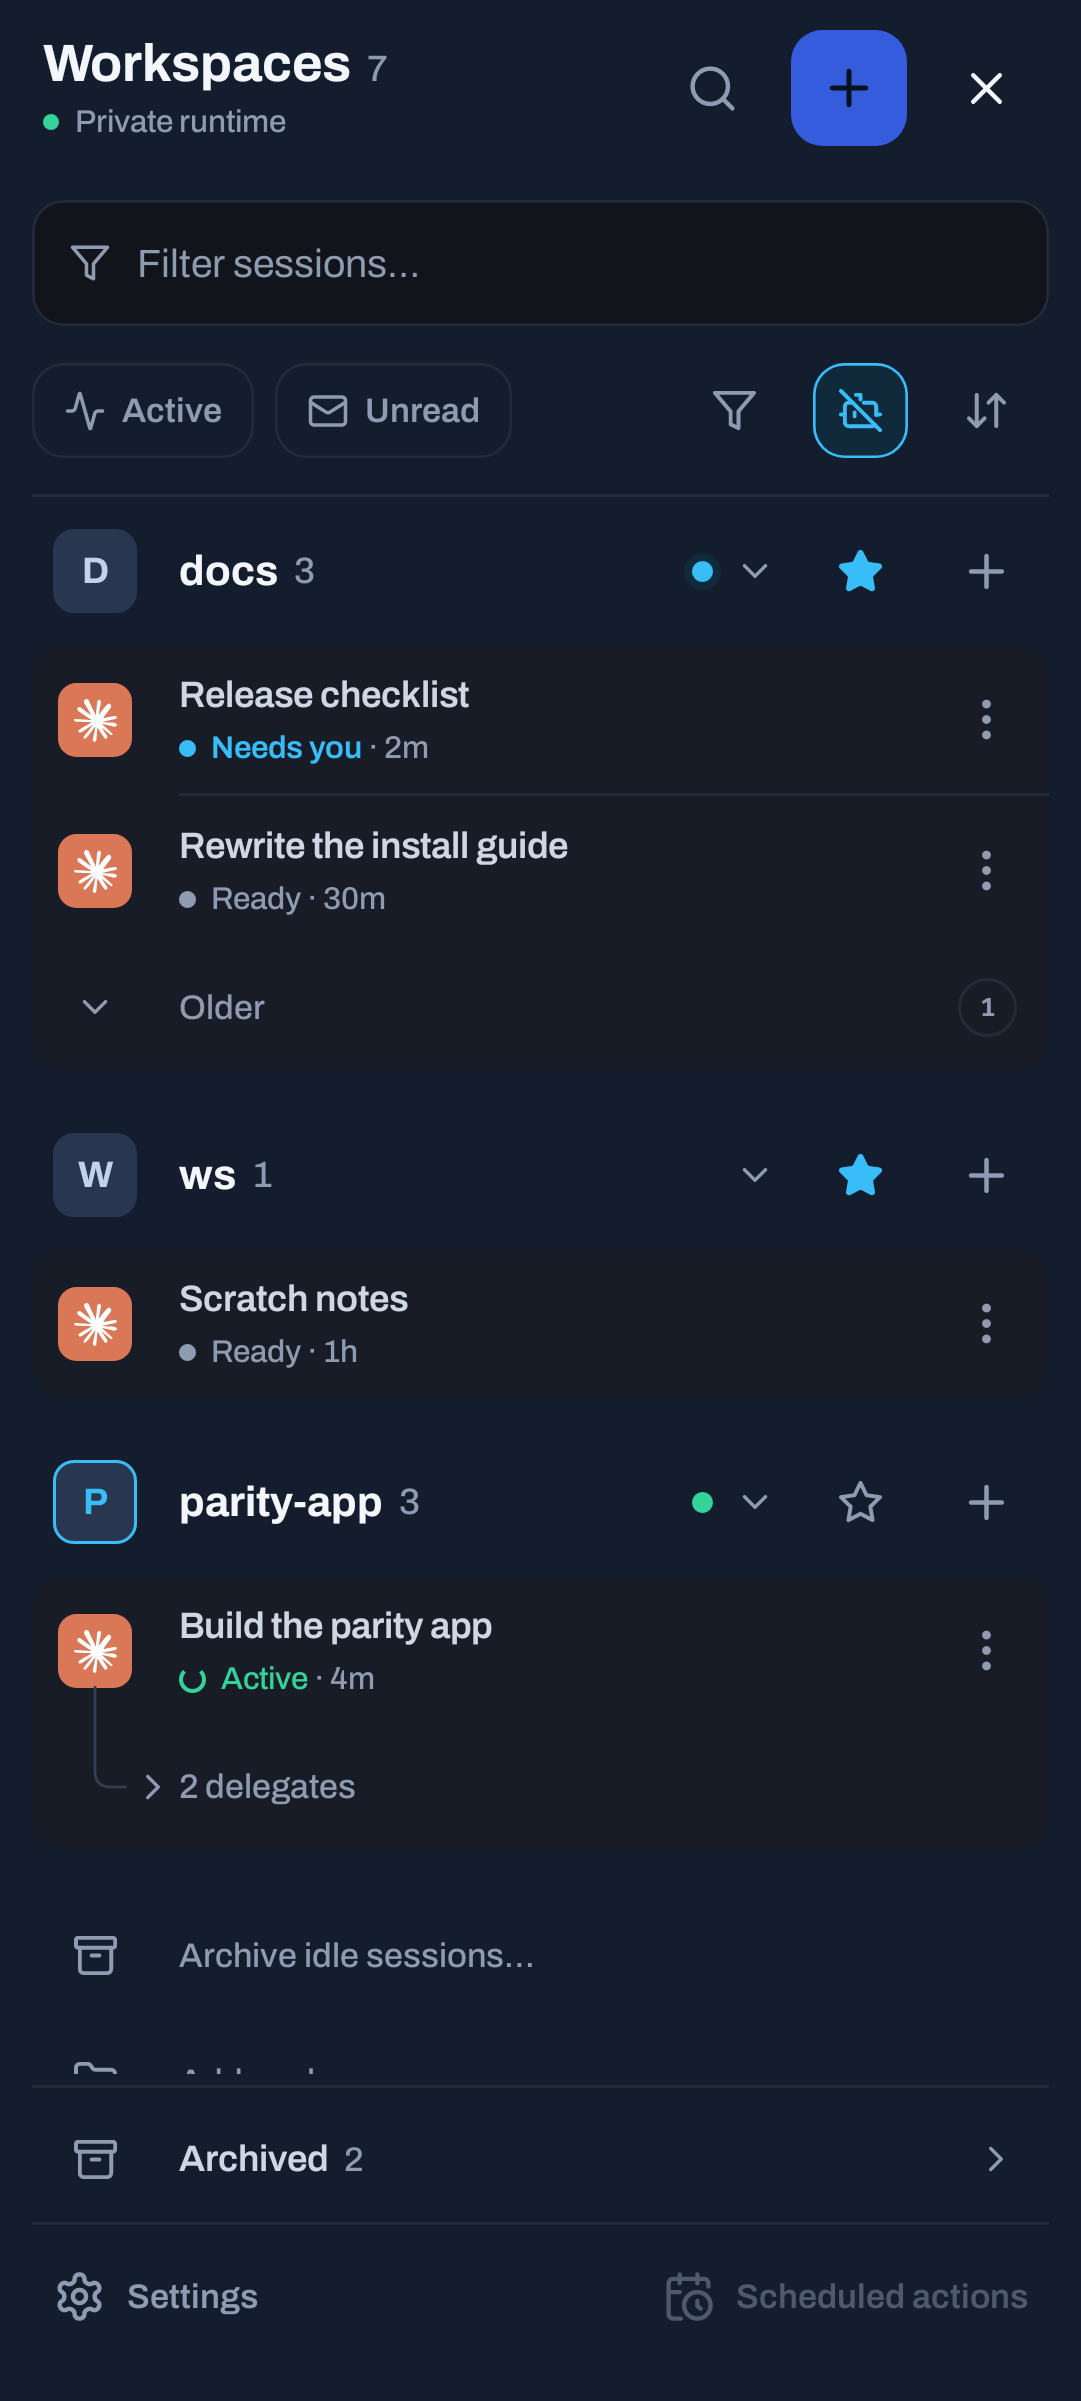 Workspaces 7
Private runtime
Filter sessions...
Active
Unread
D docs 3
Release checklist
Needs you · 2m
Rewrite the install guide
Ready · 30m
Older 1
W ws 1
Scratch notes
Ready · 1h
P parity-app 3
Build the parity app
Active · 4m
2 delegates
Archive idle sessions...
Archived 2
Settings
Scheduled actions